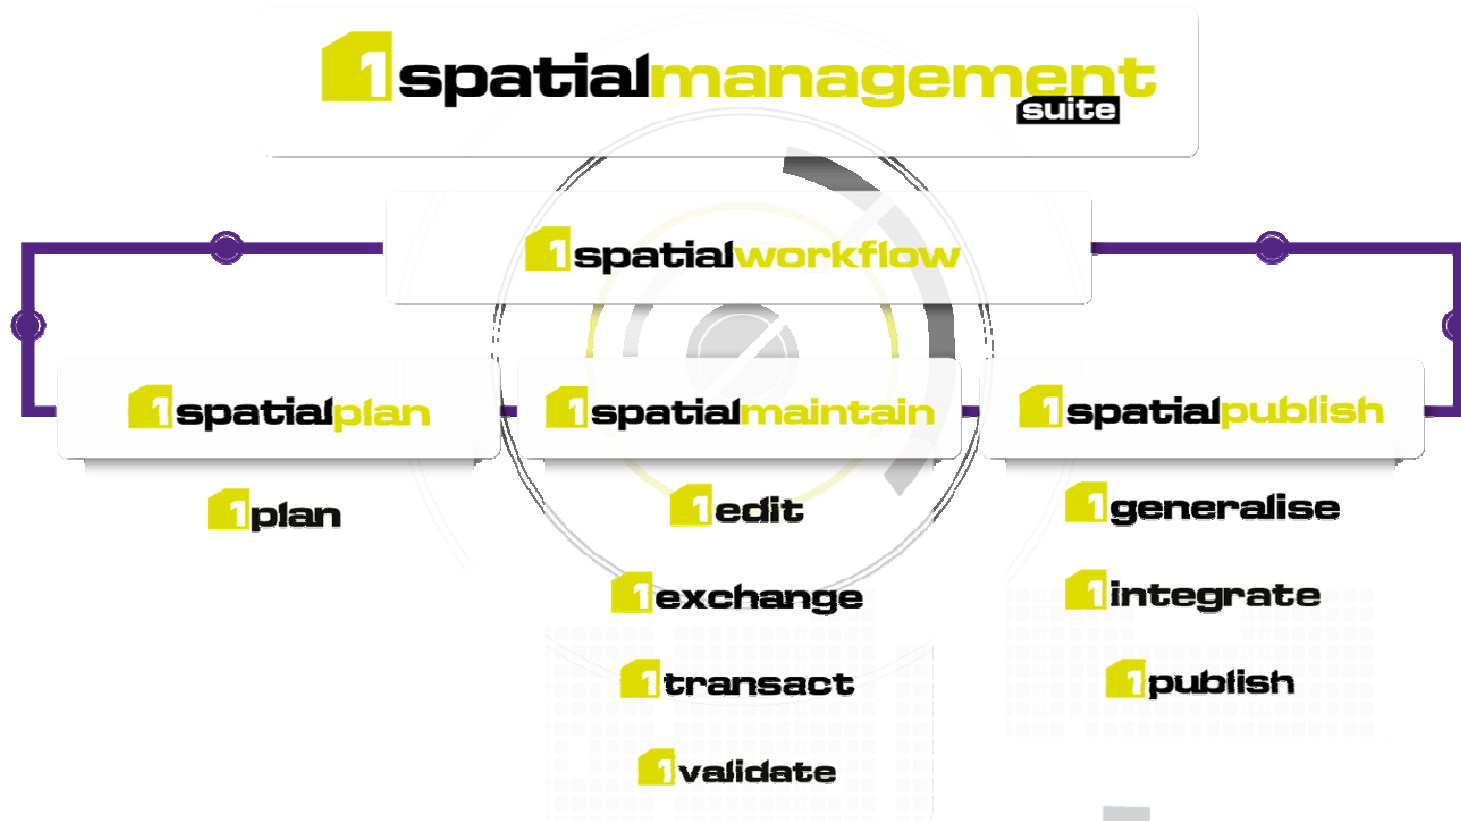 1spatialmanagement
suite
1spatialworkflow
1spatialplan
1spatialmaintain
1spatialpublish
1plan
1edit
1exchange
1transact
1validate
1generalise
1integrate
1publish